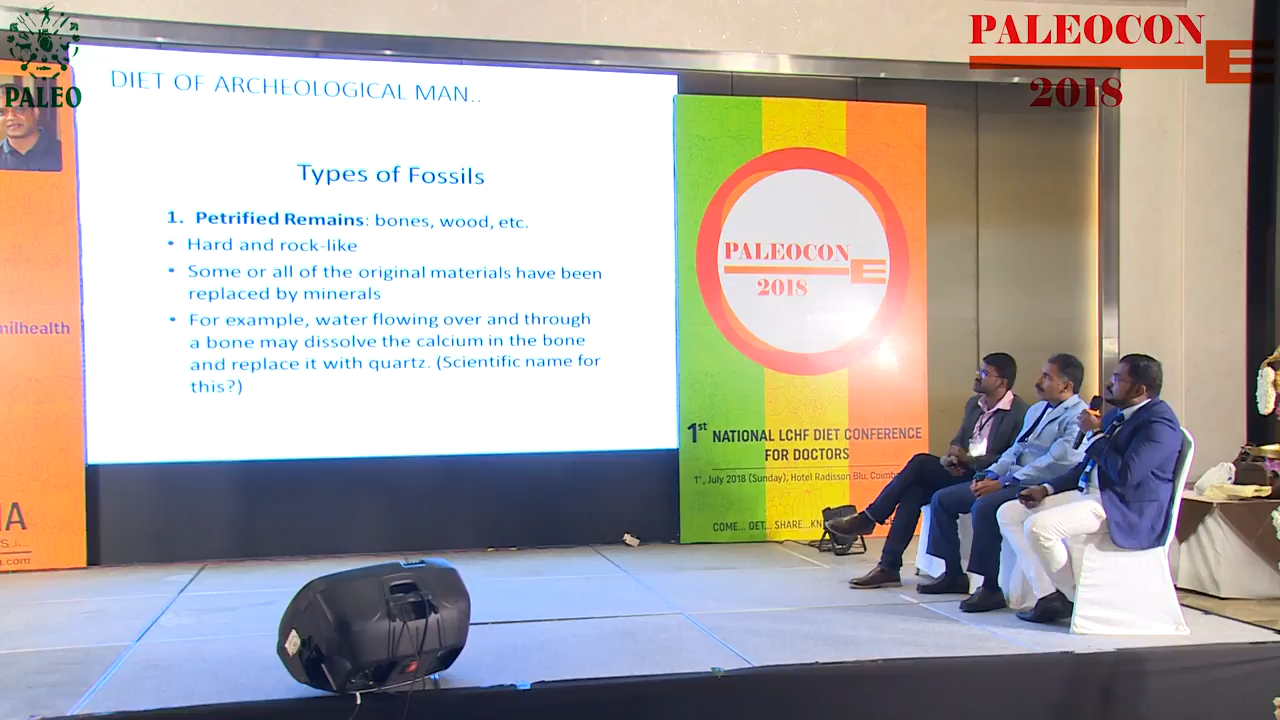 PALEO
PALEOCON
E
2018
DIET OF ARCHEOLOGICAL MAN..
Types of Fossils
1. Petrified Remains: bones, wood, etc.
• Hard and rock-like
• Some or all of the original materials have been
replaced by minerals
• For example, water flowing over and through
a bone may dissolve the calcium in the bone
and replace it with quartz. (Scientific name for
this?)
PALEOCON
E
2018
1st NATIONAL LCHF DIET CONFERENCE
FOR DOCTORS
1st, July 2018 (Sunday), Hotel Radisson Blu,
COME... GET... SHARE...